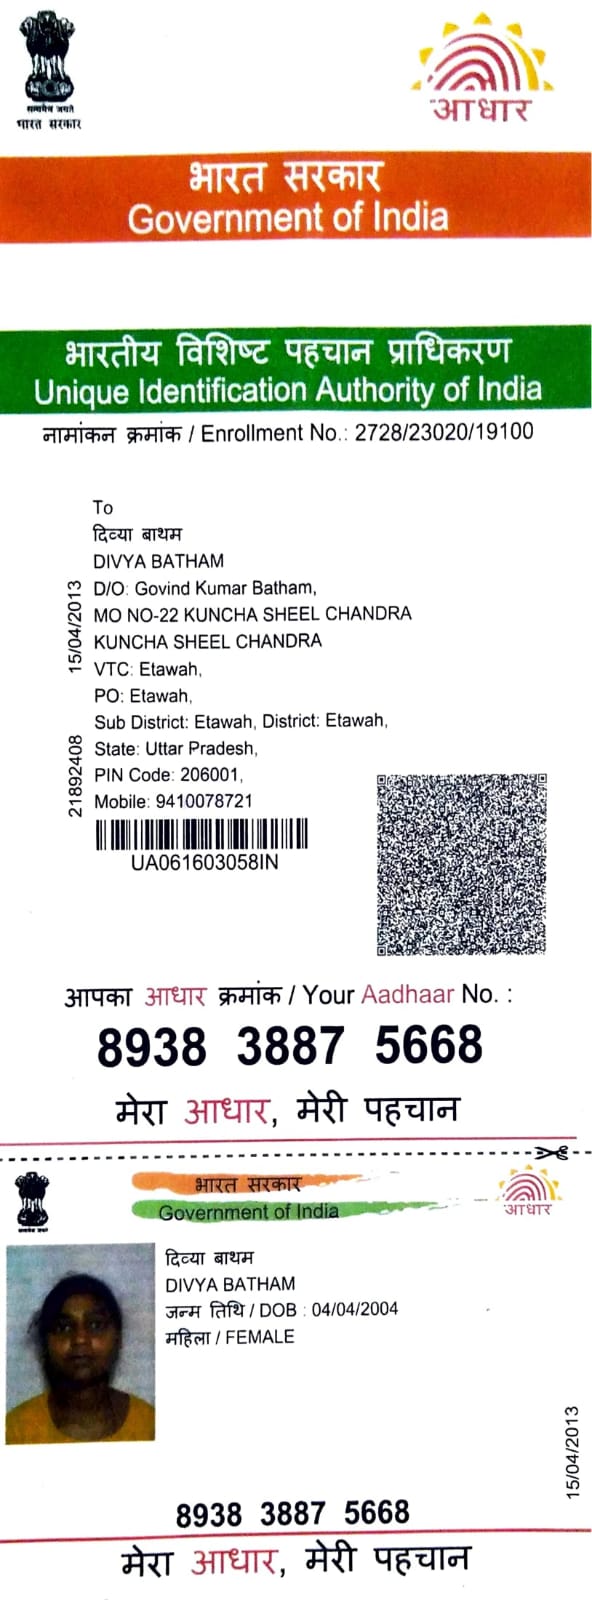 सत्यमेव जयते
भारत सरकार
आधार
भारत सरकार
Government of India
भारतीय विशिष्ट पहचान प्राधिकरण
Unique Identification Authority of India
नामांकन क्रमांक / Enrollment No.: 2728/23020/19100
To
दिव्या बाथम
DIVYA BATHAM
D/O: Govind Kumar Batham,
MO NO-22 KUNCHA SHEEL CHANDRA
KUNCHA SHEEL CHANDRA
VTC: Etawah,
PO: Etawah,
Sub District: Etawah, District: Etawah,
State: Uttar Pradesh,
PIN Code: 206001,
Mobile: 9410078721
15/04/2013
21892408
UA061603058IN
आपका आधार क्रमांक / Your Aadhaar No. :
8938 3887 5668
मेरा आधार, मेरी पहचान
भारत सरकार
Government of India
आधार
दिव्या बाथम
DIVYA BATHAM
जन्म तिथि / DOB : 04/04/2004
महिला / FEMALE
15/04/2013
8938 3887 5668
मेरा आधार, मेरी पहचान